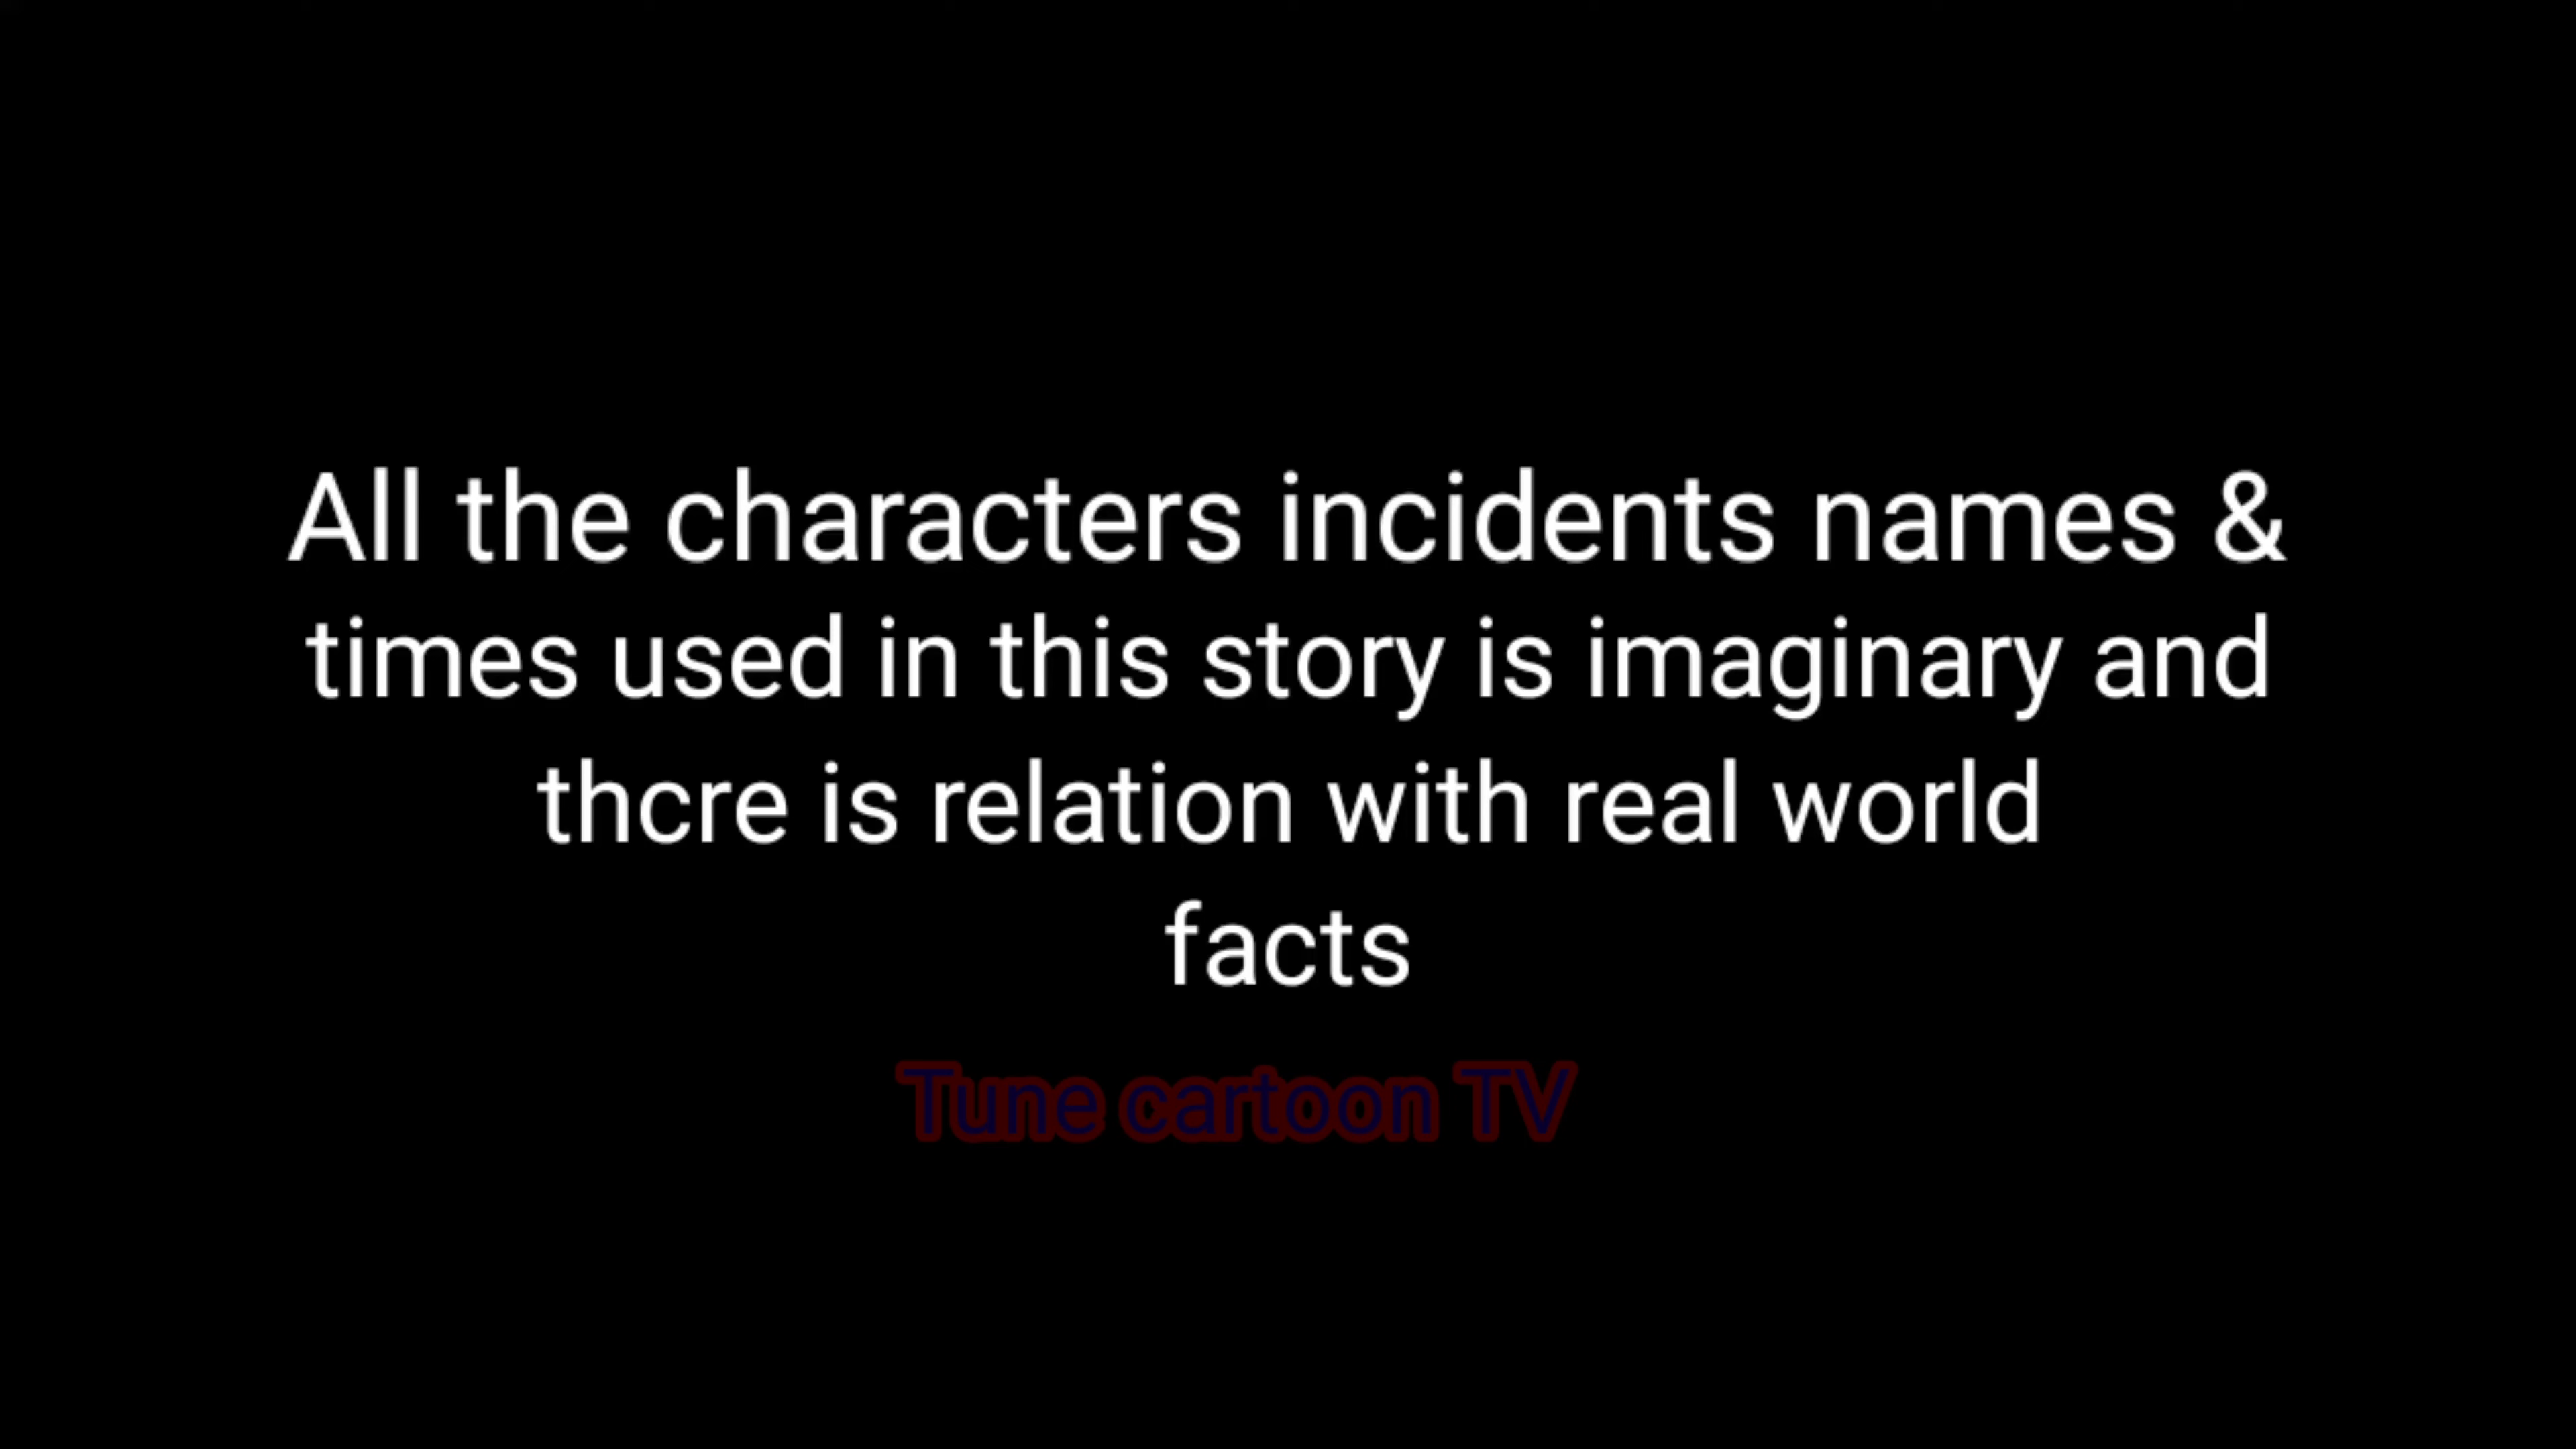 All the characters incidents names &
times used in this story is imaginary and
thcre is relation with real world
facts
Tune cartoon TV